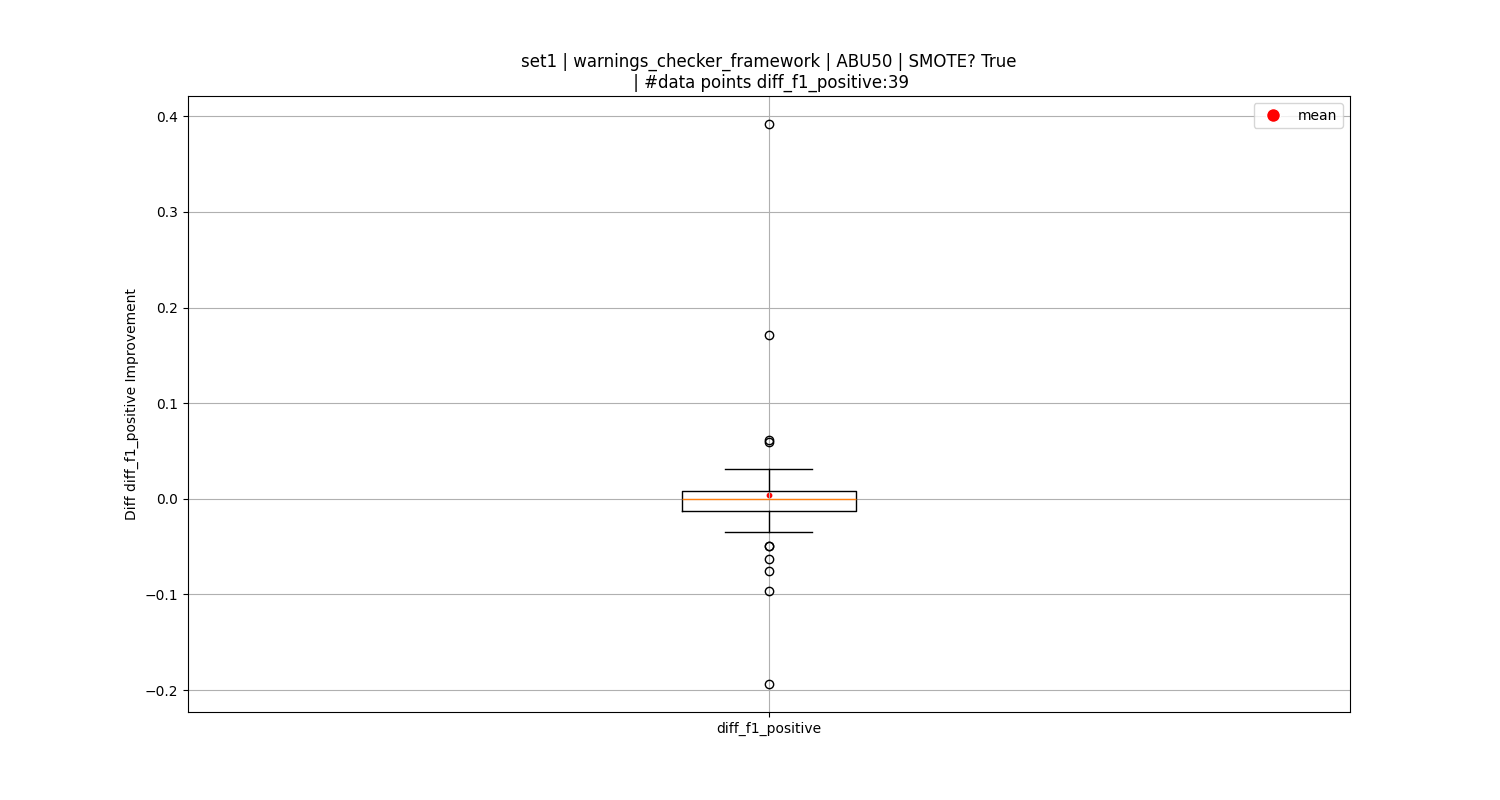 set1 | warnings_checker_framework | ABU50 | SMOTE? True
| #data points diff_f1_positive:39
mean
0.4
0.3
0.2
0.1
0.0
−0.1
−0.2
Diff diff_f1_positive Improvement
diff_f1_positive